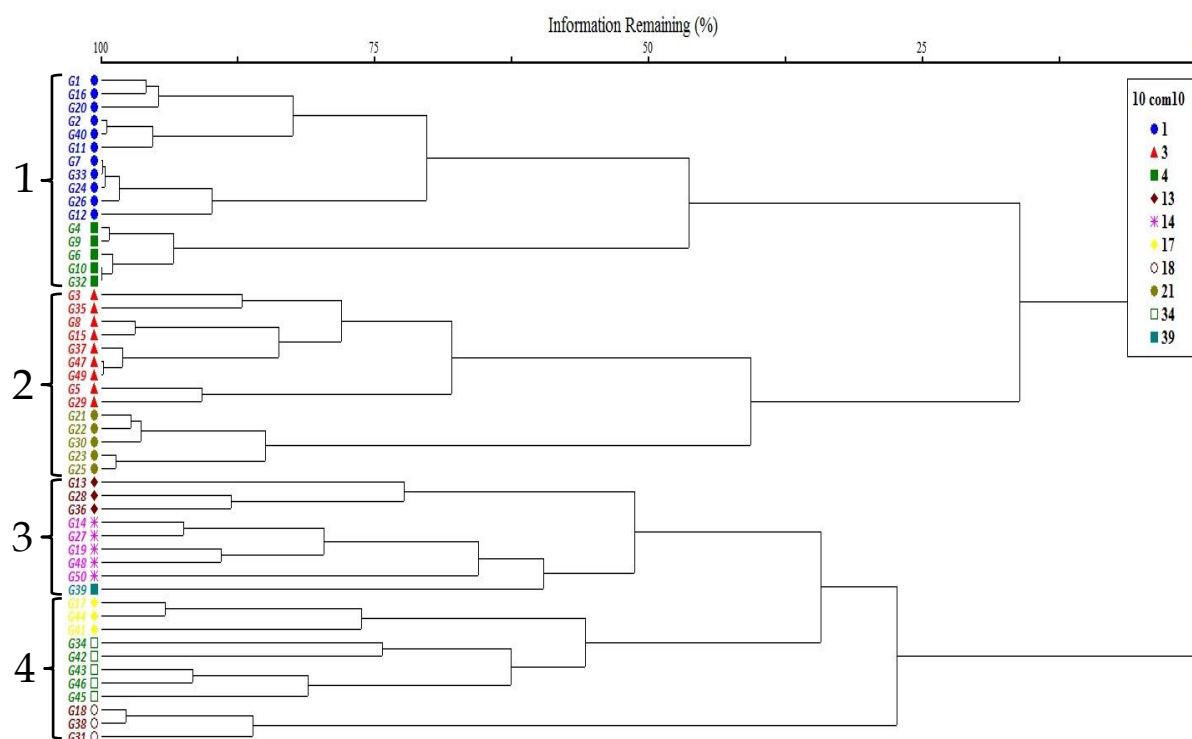 Information Remaining (%)
100 75 50 25
G1
G16
G20
G2
G40
G11
G7
G33
G24
G26
G12
G4
G9
G6
G10
G32
G3
G35
G8
G15
G37
G47
G49
G5
G29
G21
G22
G30
G23
G25
G13
G28
G36
G14
G27
G19
G48
G50
G39
G17
G44
G41
G34
G42
G43
G46
G45
G18
G38
G31
1
2
3
4
10 com10
1
3
4
13
14
17
18
21
34
39